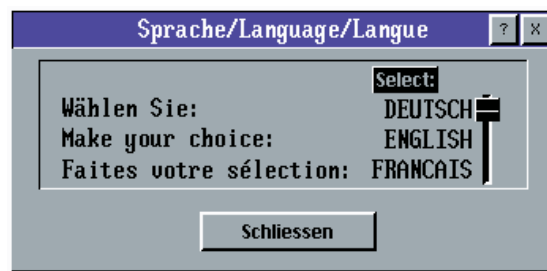 Sprache/Language/Langue ? X
Select:
Wählen Sie: DEUTSCH
Make your choice: ENGLISH
Faites votre sélection: FRANCAIS
Schliessen